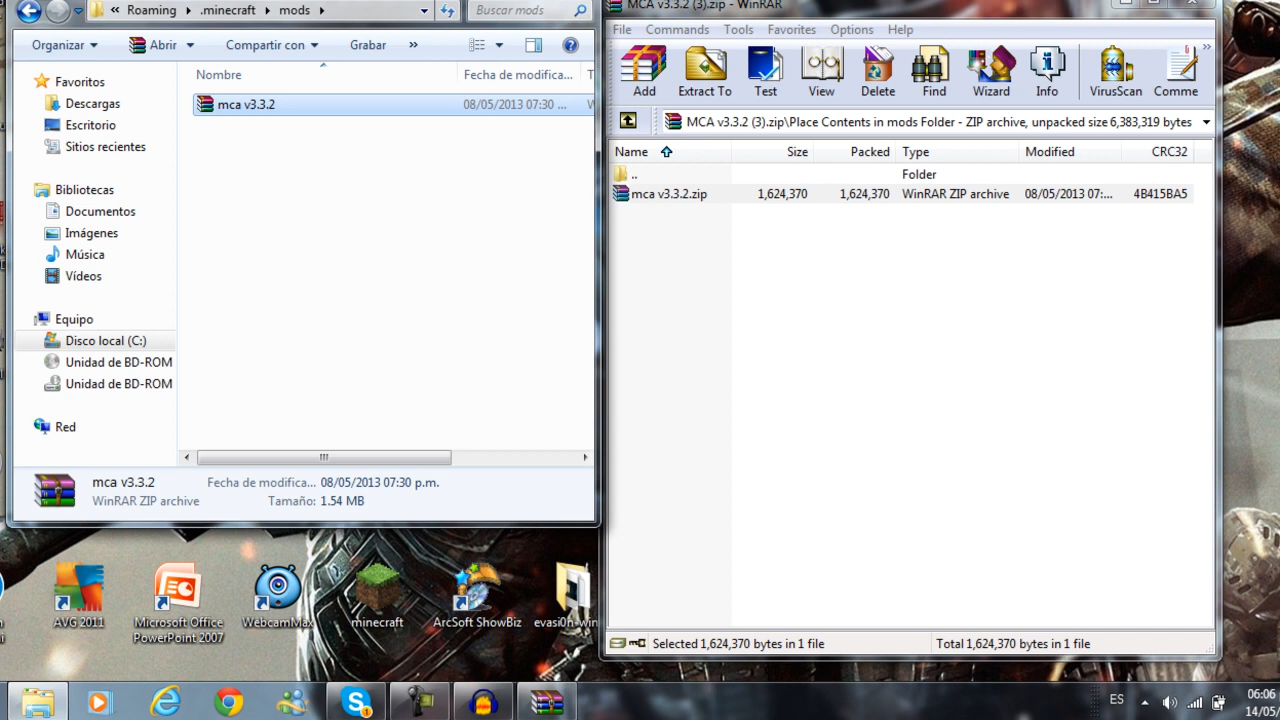 « Roaming .minecraft mods
Buscar mods
Organizar Abrir Compartir con Grabar »
Nombre Fecha de modifica... T
mca v3.3.2 08/05/2013 07:30 ...
Favoritos
Descargas
Escritorio
Sitios recientes
Bibliotecas
Documentos
Imágenes
Música
Vídeos
Equipo
Disco local (C:)
Unidad de BD-ROM
Unidad de BD-ROM
Red
mca v3.3.2 Fecha de modifica... 08/05/2013 07:30 p.m.
WinRAR ZIP archive Tamaño: 1.54 MB
MCA v3.3.2 (3).zip - WinRAR
File Commands Tools Favorites Options Help
Add Extract To Test View Delete Find Wizard Info VirusScan Comme
MCA v3.3.2 (3).zip\Place Contents in mods Folder - ZIP archive, unpacked size 6,383,319 bytes
Name Size Packed Type Modified CRC32
.. Folder
mca v3.3.2.zip 1,624,370 1,624,370 WinRAR ZIP archive 08/05/2013 07:... 4B415BA5
Selected 1,624,370 bytes in 1 file
Total 1,624,370 bytes in 1 file
AVG 2011
Microsoft Office
PowerPoint 2007
WebcamMax
minecraft
ArcSoft ShowBiz
evasi0n-win
ES
06:06
14/05/